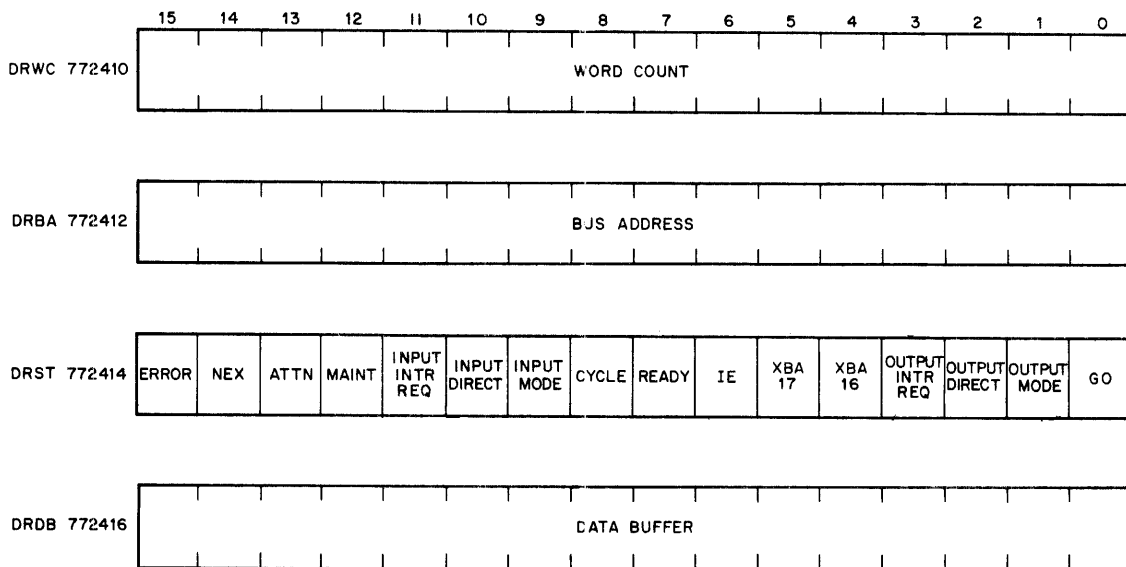 15 14 13 12 11 10 9 8 7 6 5 4 3 2 1 0
DRWC 772410 WORD COUNT
DRBA 772412 BUS ADDRESS
DRST 772414 ERROR NEX ATTN MAINT INPUT INTR REQ INPUT DIRECT INPUT MODE CYCLE READY IE XBA 17 XBA 16 OUTPUT INTR REQ OUTPUT DIRECT OUTPUT MODE GO
DRDB 772416 DATA BUFFER